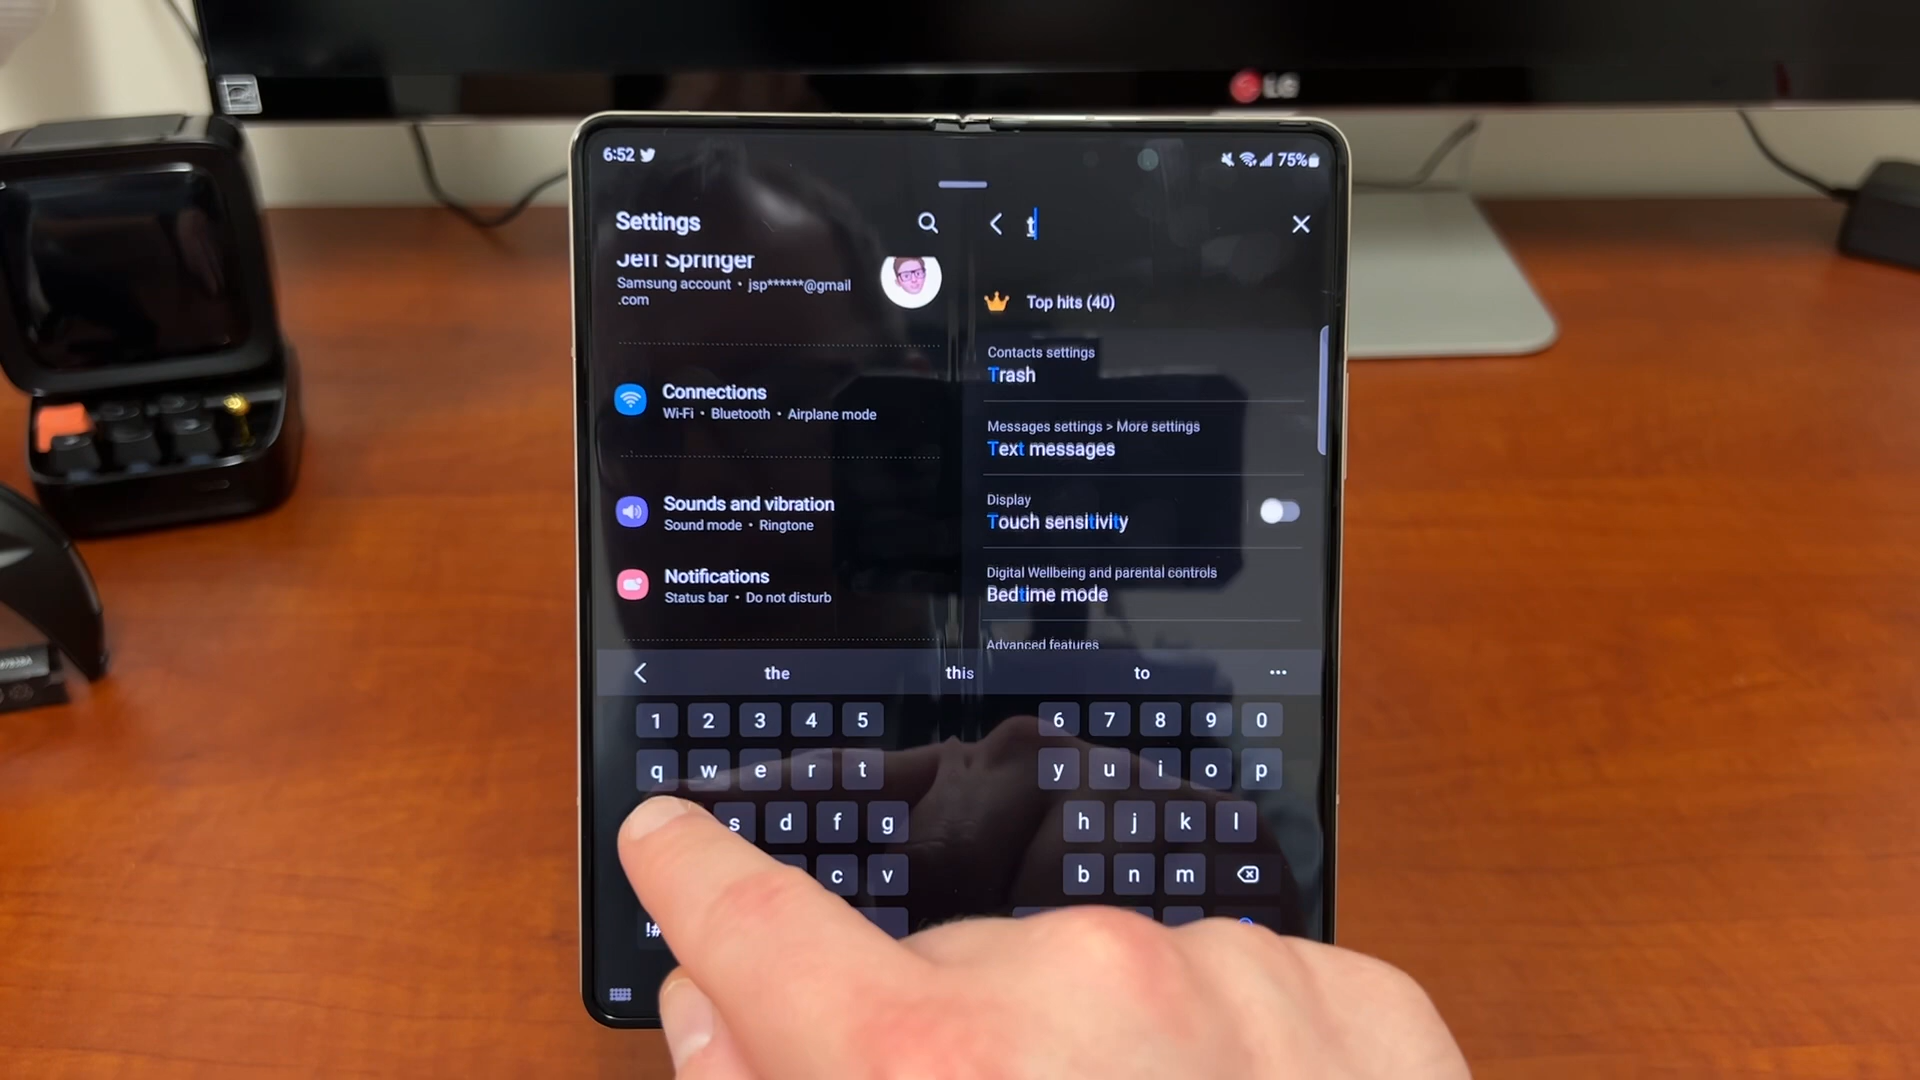 LG
6:52
75%
Settings
Jeff Springer
Samsung account • jsp******@gmail
.com
Connections
Wi-Fi • Bluetooth • Airplane mode
Sounds and vibration
Sound mode • Ringtone
Notifications
Status bar • Do not disturb
t
Top hits (40)
Contacts settings
Trash
Messages settings > More settings
Text messages
Display
Touch sensitivity
Digital Wellbeing and parental controls
Bedtime mode
Advanced features
the this to
1 2 3 4 5 6 7 8 9 0
q w e r t y u i o p
s d f g h j k l
c v b n m
!#